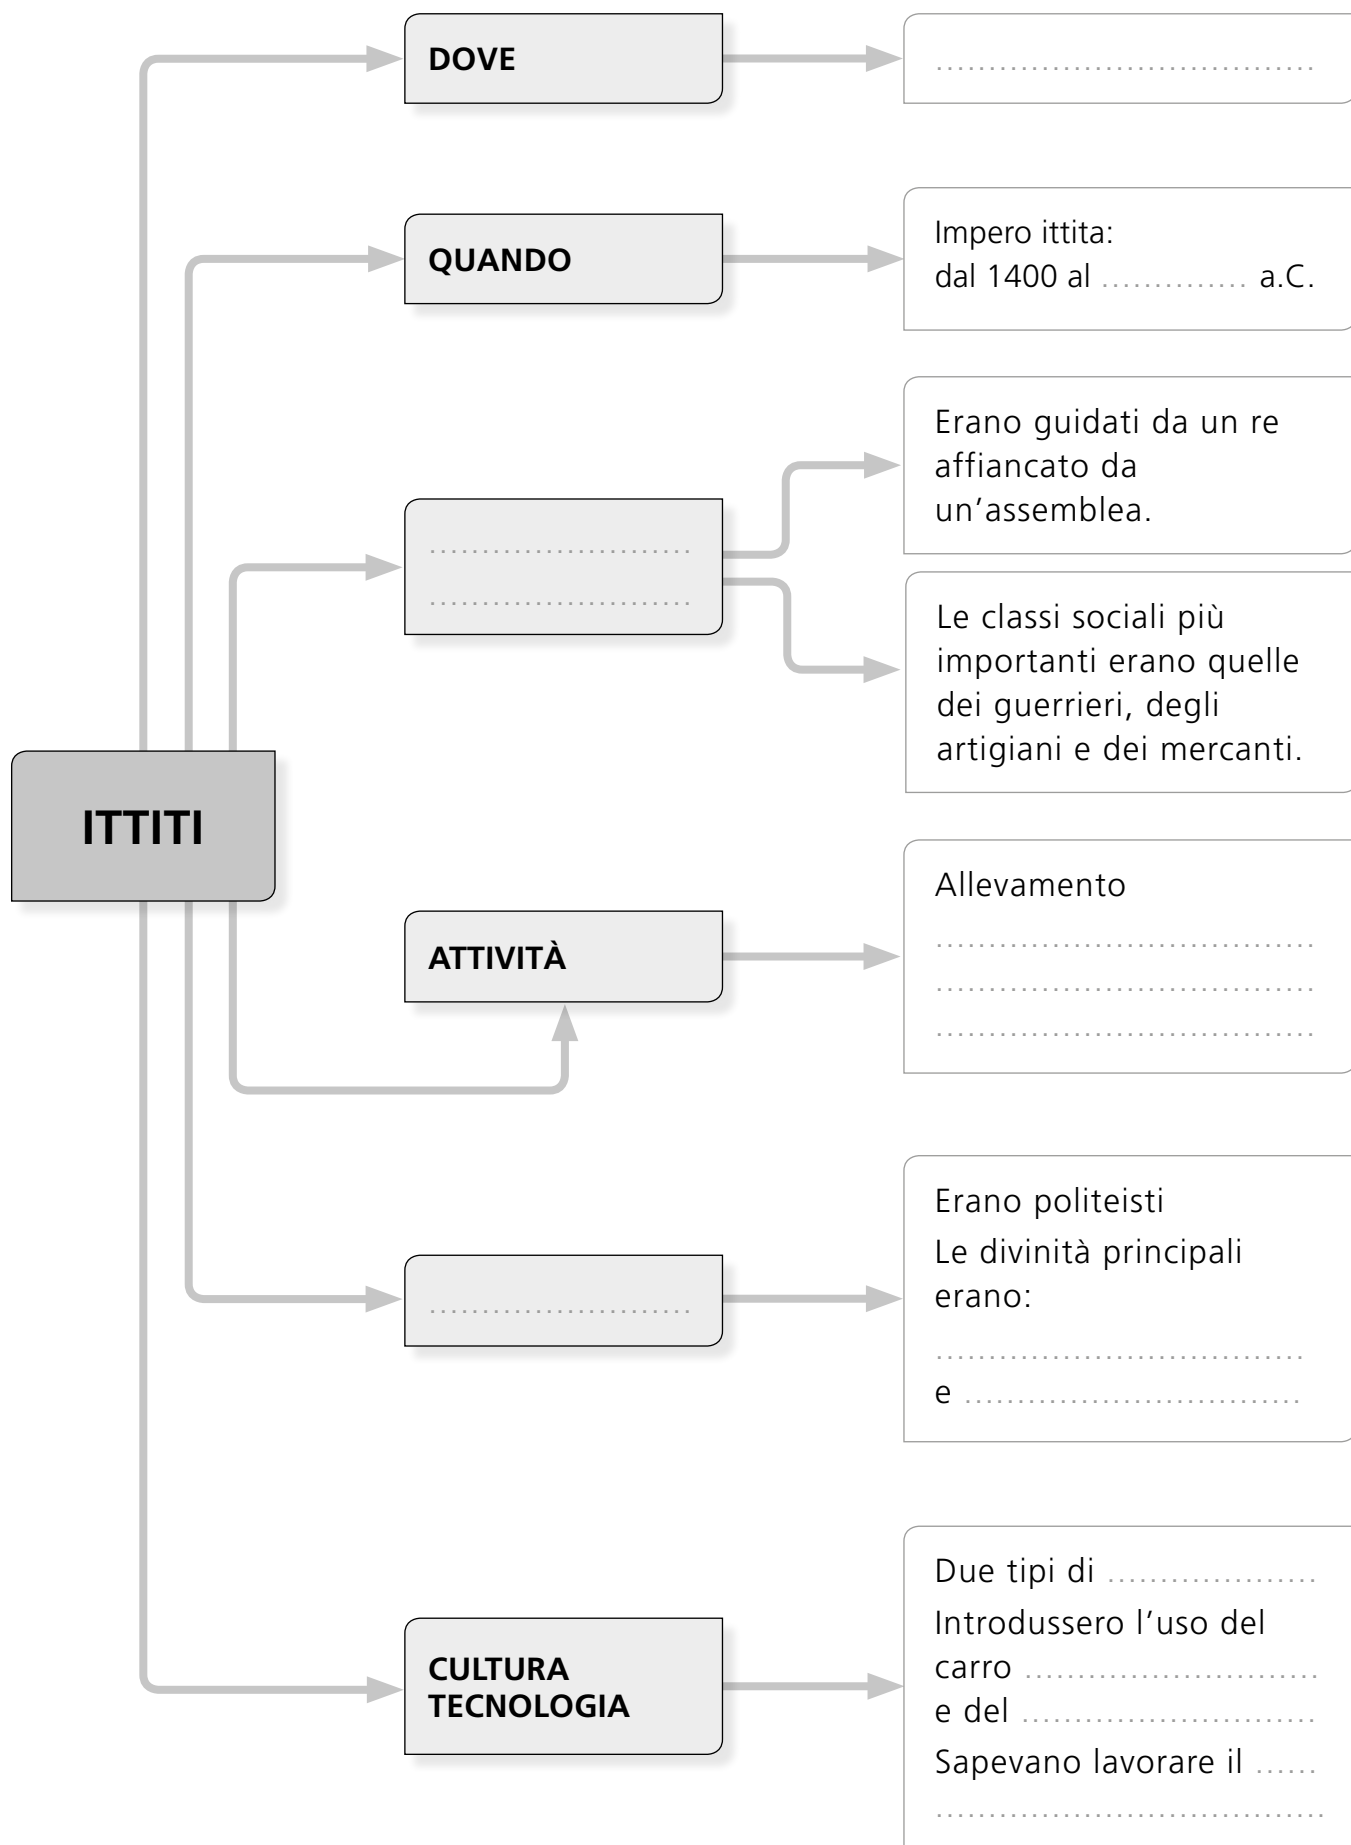 DOVE
..................................
QUANDO
Impero ittita:
dal 1400 al .............. a.C.
Erano guidati da un re
affiancato da
un’assemblea.
.........................
.........................
Le classi sociali più
importanti erano quelle
dei guerrieri, degli
artigiani e dei mercanti.
ITTITI
ATTIVITÀ
Allevamento
....................................
....................................
....................................
.........................
Erano politeisti
Le divinità principali
erano:
...................................
e ................................
CULTURA
TECNOLOGIA
Due tipi di ....................
Introdussero l’uso del
carro ............................
e del ............................
Sapevano lavorare il ......
.....................................